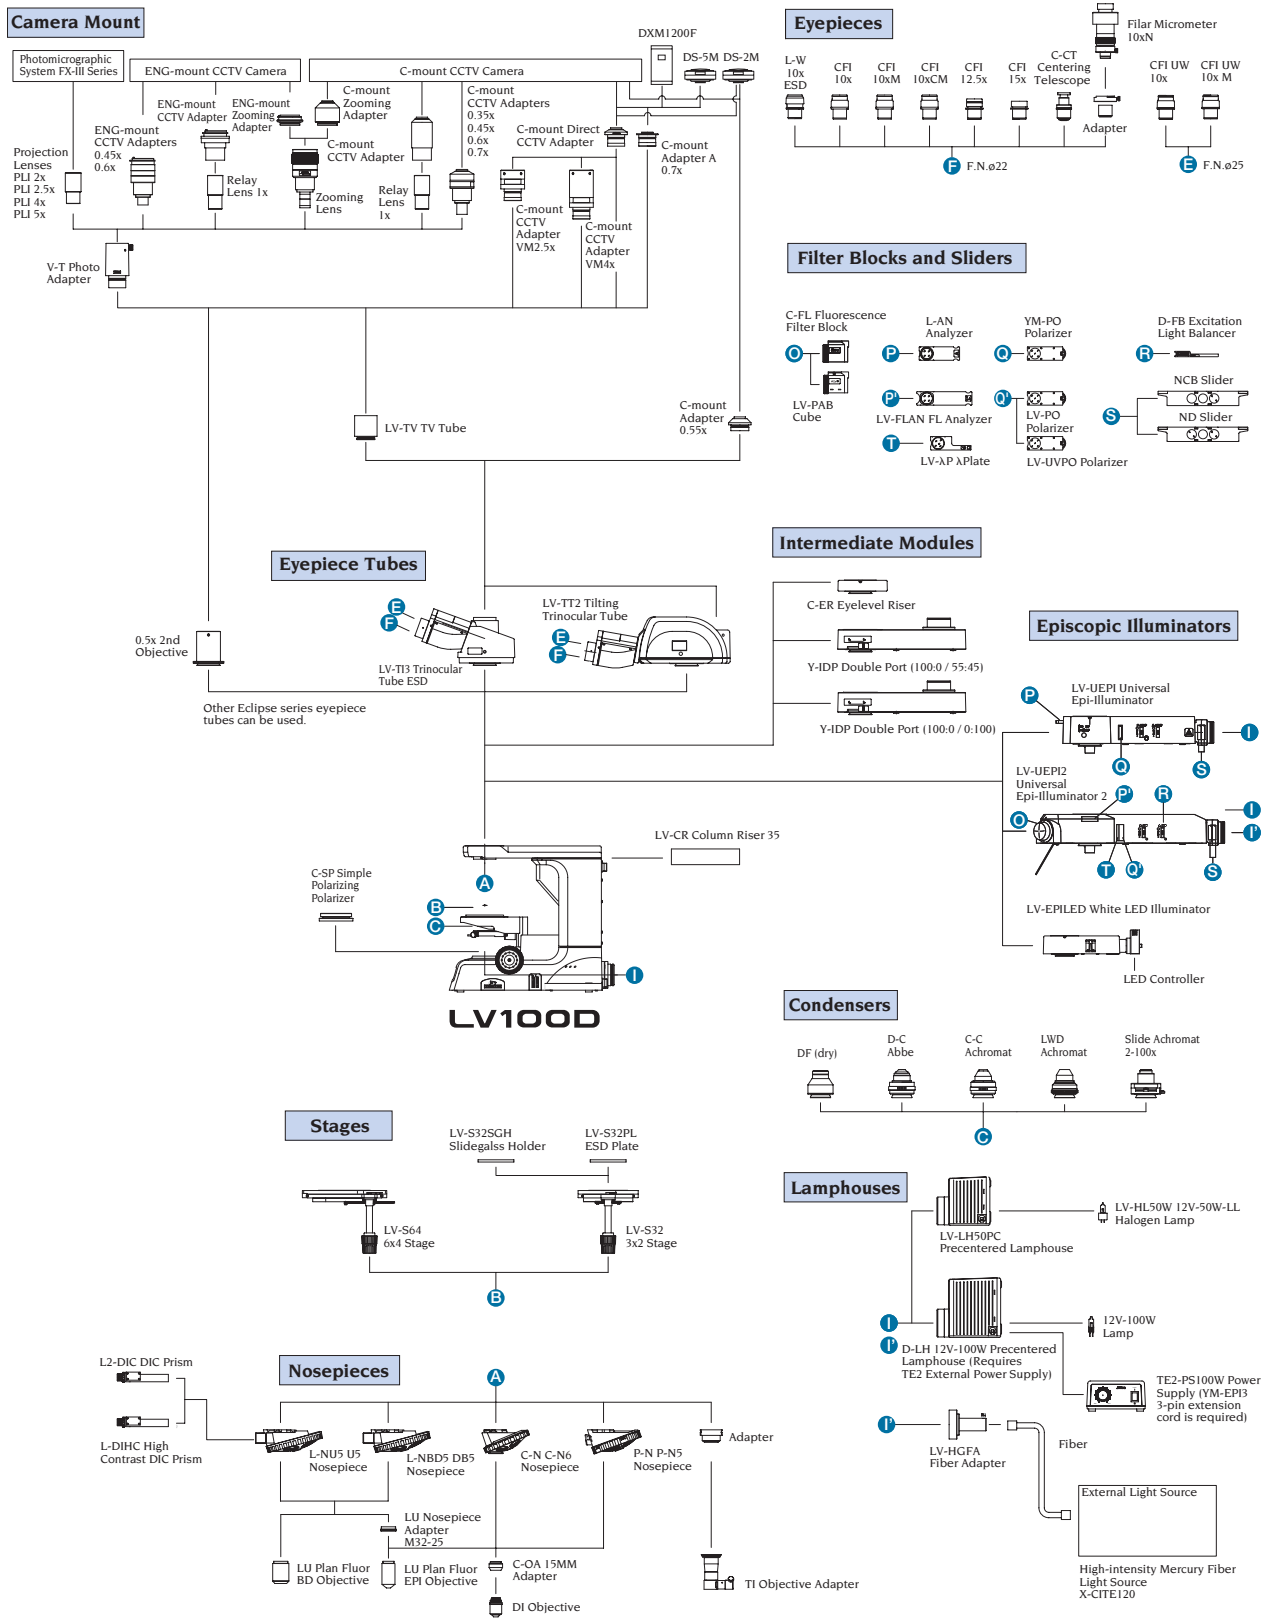 Camera Mount
Photomicrographic
System FX-III Series
ENG-mount CCTV Camera
C-mount CCTV Camera
DXM1200F
DS-5M
DS-2M
ENG-mount
CCTV Adapter
ENG-mount
Zooming
Adapter
C-mount
Zooming
Adapter
C-mount
CCTV Adapters
0.35x
0.45x
0.6x
0.7x
ENG-mount
CCTV Adapters
0.45x
0.6x
C-mount
CCTV Adapter
C-mount Direct
CCTV Adapter
C-mount
Adapter A
0.7x
Projection
Lenses
PLI 2x
PLI 2.5x
PLI 4x
PLI 5x
Relay
Lens 1x
Zooming
Lens
Relay
Lens
1x
C-mount
CCTV
Adapter
VM2.5x
C-mount
CCTV
Adapter
VM4x
V-T Photo
Adapter
LV-TV TV Tube
C-mount
Adapter
0.55x
Eyepieces
Filar Micrometer
10xN
L-W
10x
ESD
CFI
10x
CFI
10xM
CFI
10xCM
CFI
12.5x
CFI
15x
C-CT
Centering
Telescope
Adapter
CFI UW
10x
CFI UW
10x M
F F.N.ø22
E F.N.ø25
Filter Blocks and Sliders
C-FL Fluorescence
Filter Block
O
LV-PAB
Cube
L-AN
Analyzer
P
P'
LV-FLAN FL Analyzer
T
LV-λP λPlate
YM-PO
Polarizer
Q
Q'
LV-PO
Polarizer
LV-UVPO Polarizer
D-FB Excitation
Light Balancer
R
NCB Slider
S
ND Slider
Eyepiece Tubes
E
F
LV-TI3 Trinocular
Tube ESD
LV-TT2 Tilting
Trinocular Tube
E
F
0.5x 2nd
Objective
Other Eclipse series eyepiece
tubes can be used.
Intermediate Modules
C-ER Eyelevel Riser
Y-IDP Double Port (100:0 / 55:45)
Y-IDP Double Port (100:0 / 0:100)
Episcopic Illuminators
LV-UEPI Universal
Epi-Illuminator
P
I
Q
S
LV-UEPI2
Universal
Epi-Illuminator 2
P'
R
O
I
I'
T
Q'
S
LV-EPILED White LED Illuminator
LED Controller
LV-CR Column Riser 35
C-SP Simple
Polarizing
Polarizer
A
B
C
I
LV100D
Condensers
DF (dry)
D-C
Abbe
C-C
Achromat
LWD
Achromat
Slide Achromat
2-100x
C
Stages
LV-S32SGH
Slidegalss Holder
LV-S32PL
ESD Plate
LV-S64
6x4 Stage
LV-S32
3x2 Stage
B
Lamphouses
LV-LH50PC
Precentered Lamphouse
LV-HL50W 12V-50W-LL
Halogen Lamp
I
I'
D-LH 12V-100W Precentered
Lamphouse (Requires
TE2 External Power Supply)
12V-100W
Lamp
TE2-PS100W Power
Supply (YM-EPI3
3-pin extension
cord is required)
I'
LV-HGFA
Fiber Adapter
Fiber
External Light Source
High-intensity Mercury Fiber
Light Source
X-CITE120
Nosepieces
A
L2-DIC DIC Prism
L-DIHC High
Contrast DIC Prism
L-NU5 U5
Nosepiece
L-NBD5 DB5
Nosepiece
C-N C-N6
Nosepiece
P-N P-N5
Nosepiece
Adapter
LU Nosepiece
Adapter
M32-25
LU Plan Fluor
BD Objective
LU Plan Fluor
EPI Objective
C-OA 15MM
Adapter
DI Objective
TI Objective Adapter